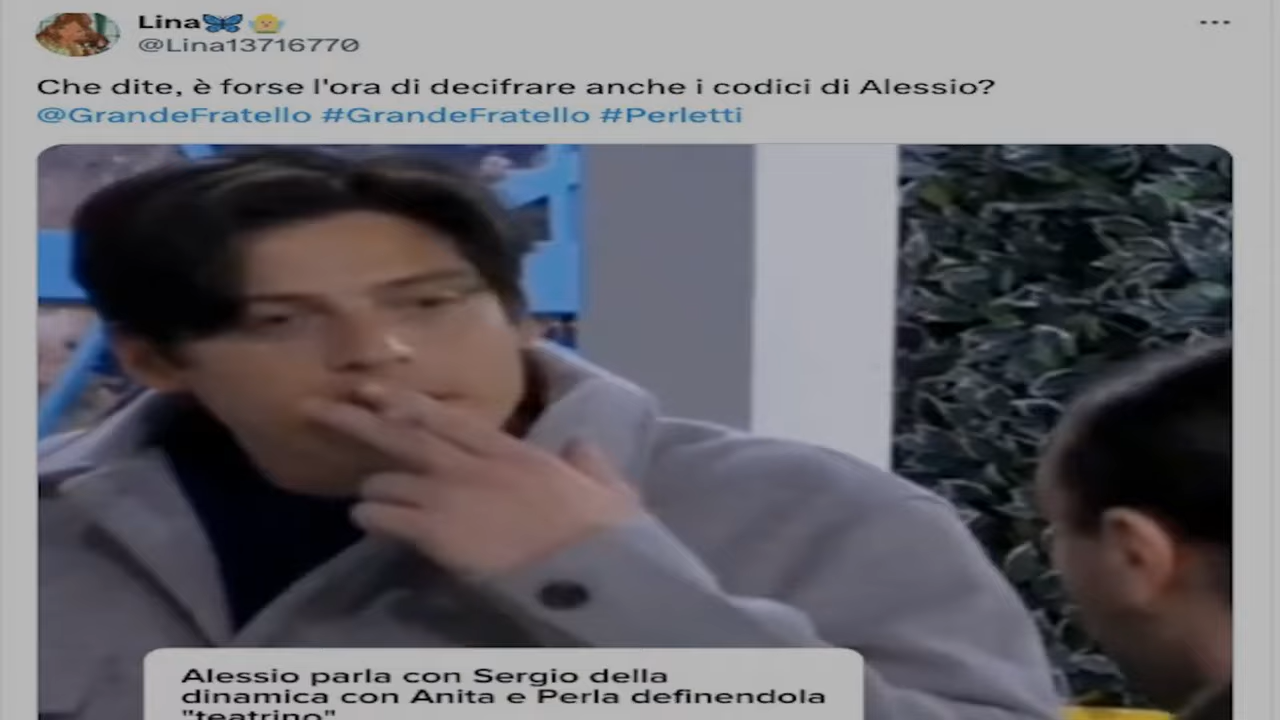 Lina🦋👼
@Lina13716770
Che dite, è forse l'ora di decifrare anche i codici di Alessio?
@GrandeFratello #GrandeFratello #Perletti
Alessio parla con Sergio della
dinamica con Anita e Perla definendola
"teatrino"